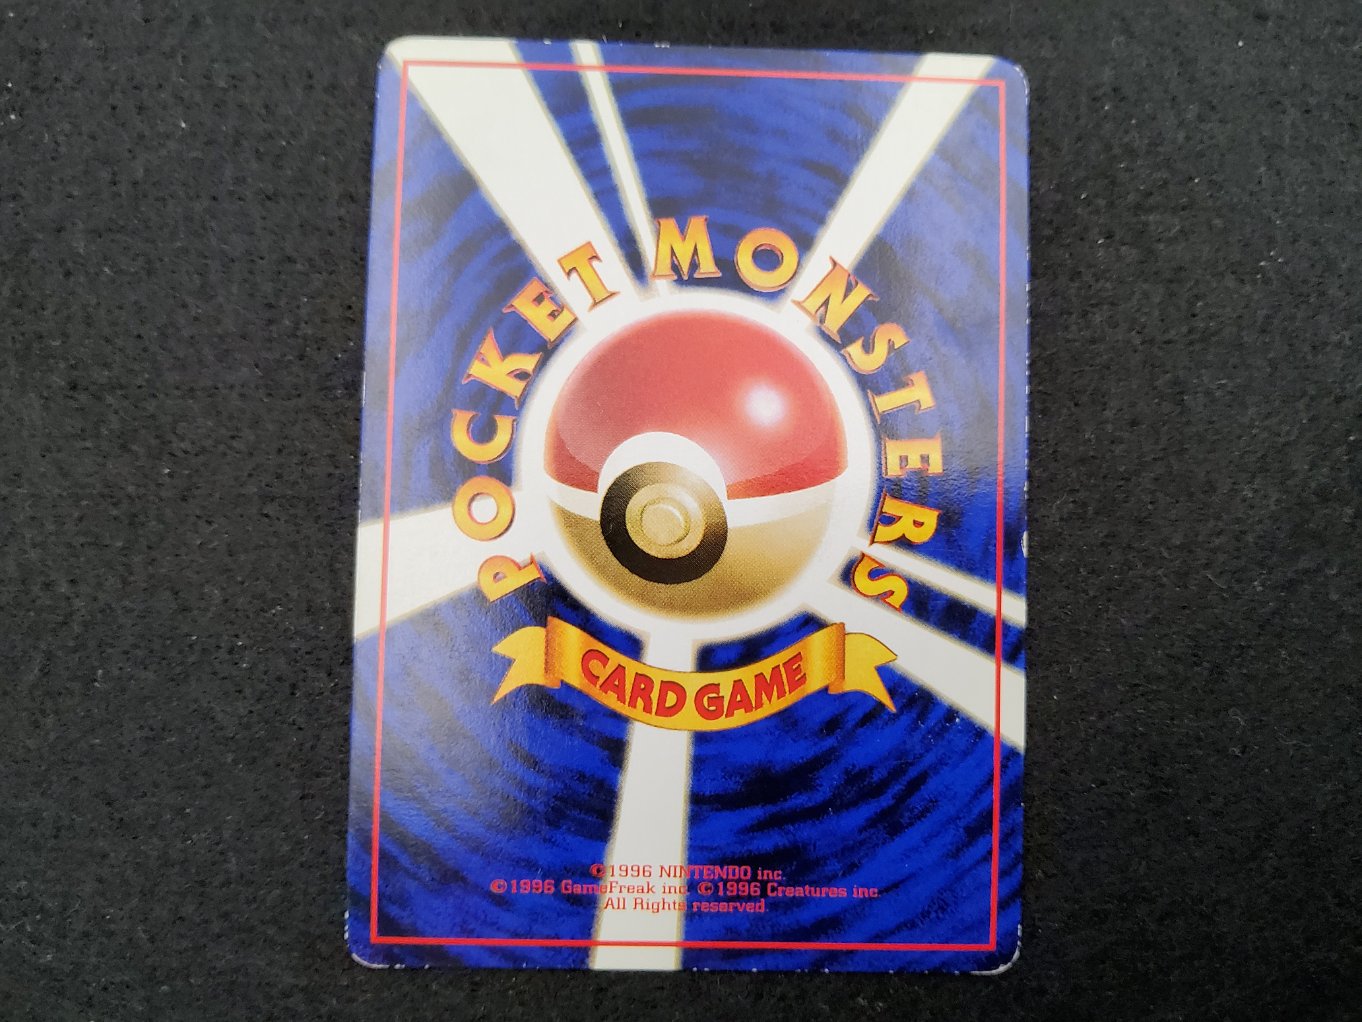 POCKET MONSTERS
CARD GAME
©1996 NINTENDO inc.
©1996 GameFreak inc. ©1996 Creatures inc.
All Rights reserved.